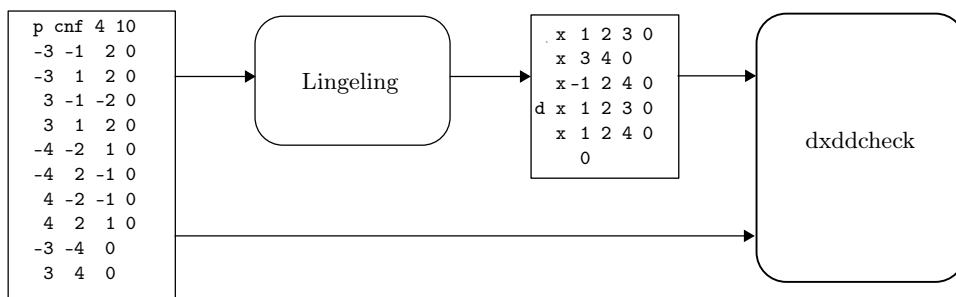 p cnf 4 10
-3 -1 2 0
-3 1 2 0
3 -1 -2 0
3 1 2 0
-4 -2 1 0
-4 2 -1 0
4 -2 -1 0
4 2 1 0
-3 -4 0
3 4 0
Lingeling
x 1 2 3 0
x 3 4 0
x -1 2 4 0
d x 1 2 3 0
x 1 2 4 0
0
dxddcheck